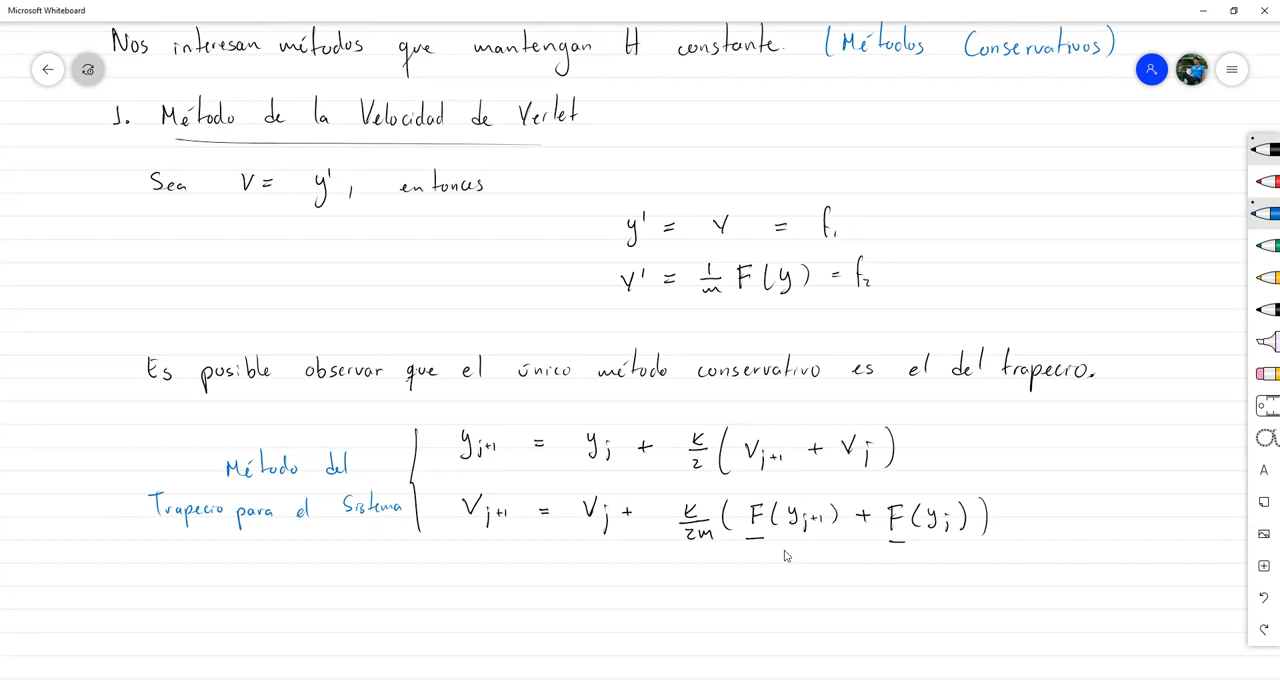 Microsoft Whiteboard
Nos interesan métodos que mantengan H constante. (Métodos Conservativos)
1. Método de la Velocidad de Verlet
Sea V = y', entonces
y' = V = f₁
V' = 1/m F(y) = f₂
Es posible observar que el único método conservativo es el del trapecio.
Método del
Trapecio para el Sistema
y_{j+1} = y_j + k/2 (V_{j+1} + V_j)
V_{j+1} = V_j + k/2m (F(y_{j+1}) + F(y_j))
A